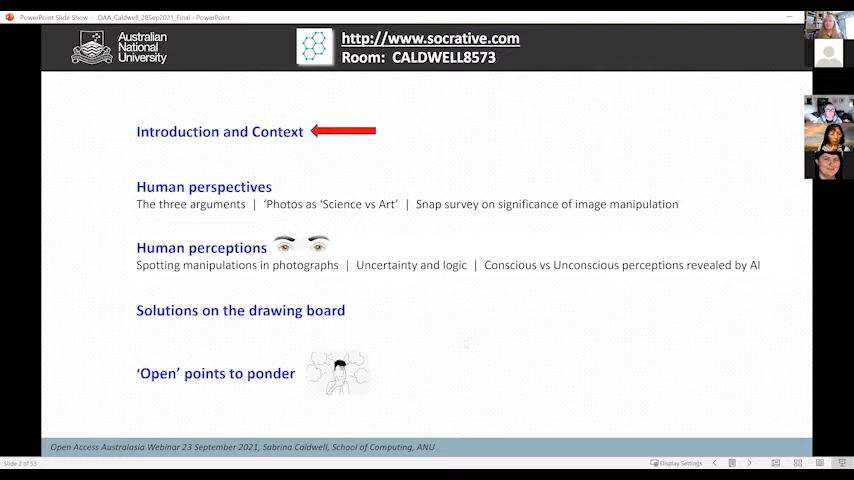 PowerPoint Slide Show - OAA_Caldwell_28Sep2021_Final - PowerPoint
Australian
National
University
http://www.socrative.com
Room: CALDWELL8573
Introduction and Context
Human perspectives
The three arguments | 'Photos as 'Science vs Art' | Snap survey on significance of image manipulation
Human perceptions
Spotting manipulations in photographs | Uncertainty and logic | Conscious vs Unconscious perceptions revealed by AI
Solutions on the drawing board
'Open' points to ponder
Open Access Australasia Webinar 23 September 2021, Sabrina Caldwell, School of Computing, ANU
Slide 2 of 53
Display Settings